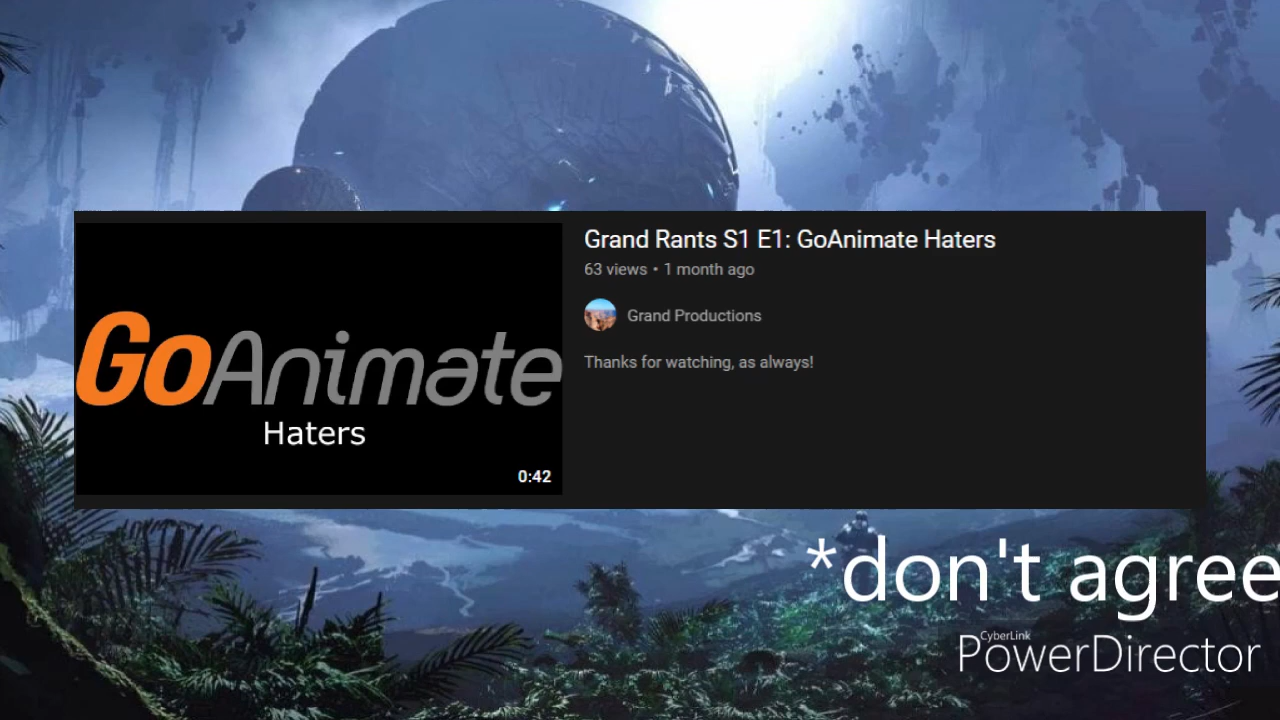 Grand Rants S1 E1: GoAnimate Haters
63 views • 1 month ago
Grand Productions
Thanks for watching, as always!
GoAnimate
Haters
0:42
*don't agree
CyberLink
PowerDirector